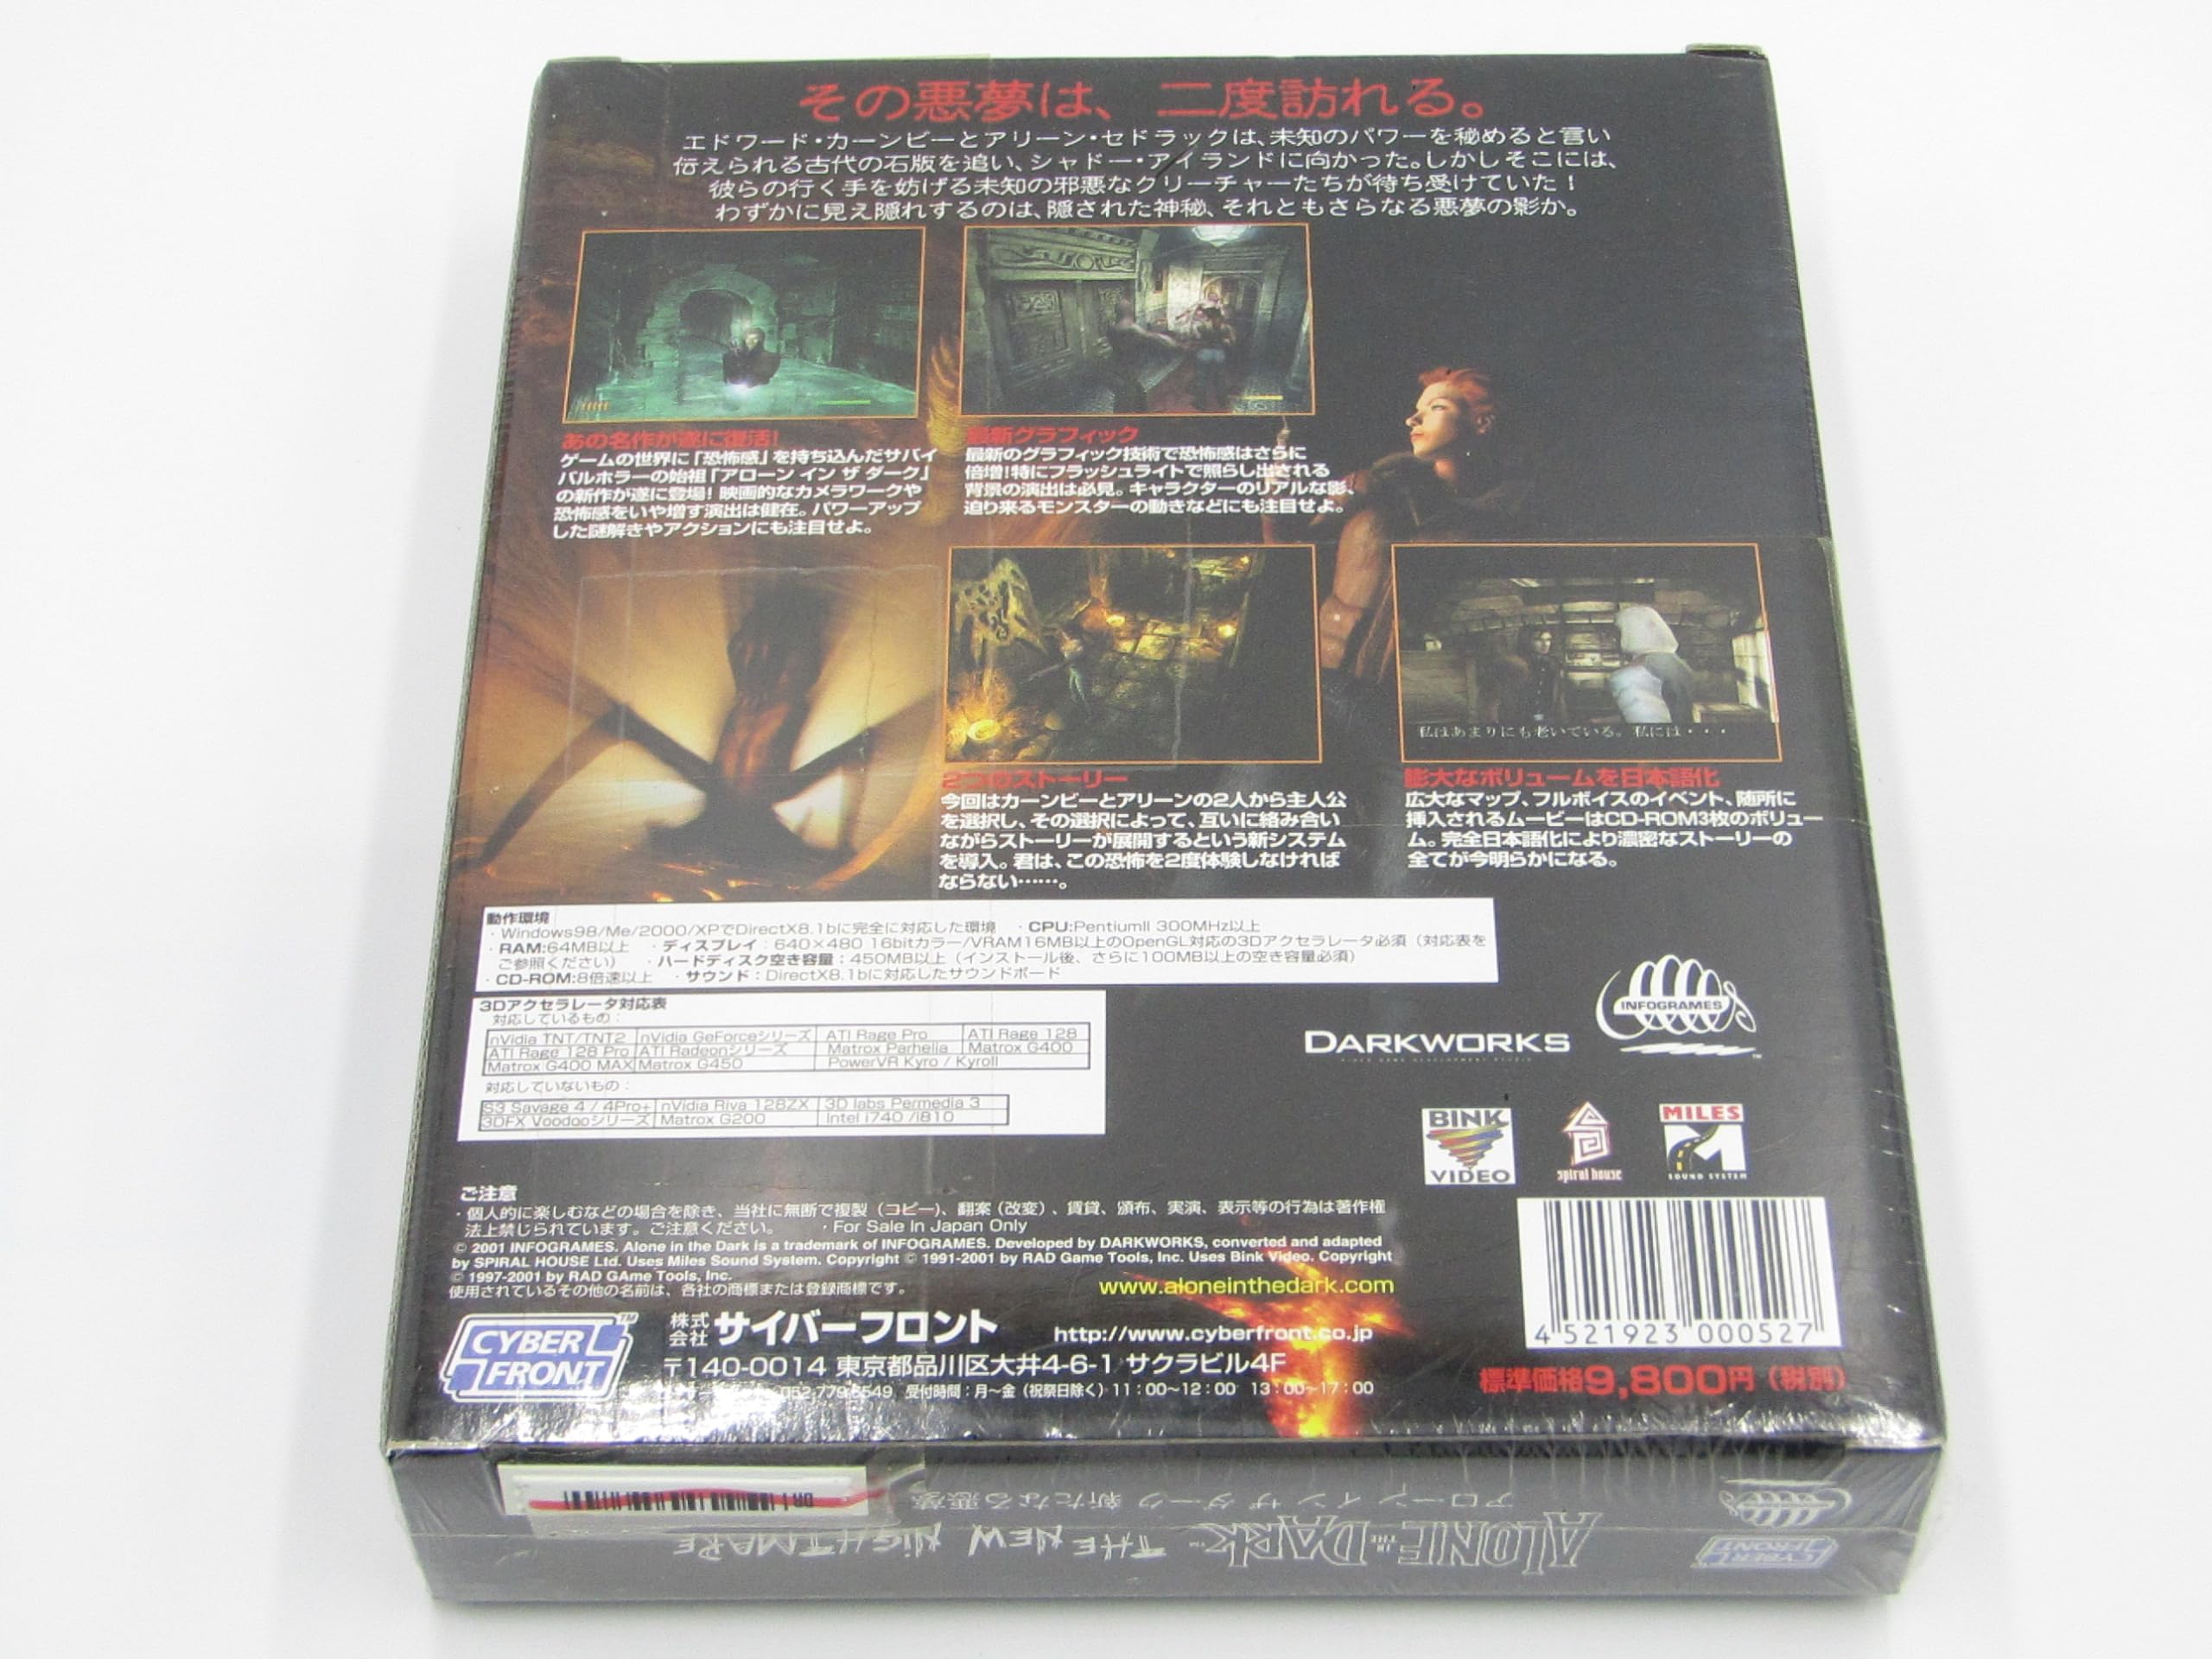 その悪夢は、二度訪れる。
エドワード・カーンビーとアリーン・セドラックは、未知のパワーを秘めると言い
伝えられる古代の石版を追い、シャドー・アイランドに向かった。しかしそこには、
彼らの行く手を妨げる未知の邪悪なクリーチャーたちが待ち受けていた！
わずかに見え隠れするのは、隠された神秘、それともさらなる悪夢の影か。
あの名作が遂に復活!
ゲームの世界に「恐怖感」を持ち込んだサバイ
バルホラーの始祖「アローン イン ザ ダーク」
の新作が遂に登場！映画的なカメラワークや
恐怖感をいや増す演出は健在。パワーアップ
した謎解きやアクションにも注目せよ。
最新グラフィック
最新のグラフィック技術で恐怖感はさらに
倍増!特にフラッシュライトで照らし出される
背景の演出は必見。キャラクターのリアルな影、
迫り来るモンスターの動きなどにも注目せよ。
私はあまりにも老いている。私には・・・
2つのストーリー
今回はカーンビーとアリーンの2人から主人公
を選択し、その選択によって、互いに絡み合い
ながらストーリーが展開するという新システム
を導入。君は、この恐怖を2度体験しなければ
ならない……。
膨大なボリュームを日本語化
広大なマップ、フルボイスのイベント、随所に
挿入されるムービーはCD-ROM3枚のボリュー
ム。完全日本語化により濃密なストーリーの
全てが今明らかになる。
動作環境
・Windows98/Me/2000/XPでDirectX8.1bに完全に対応した環境 ・CPU:PentiumII 300MHz以上
・RAM:64MB以上 ・ディスプレイ：640×480 16bitカラー/VRAM16MB以上のOpenGL対応の3Dアクセラレータ必須（対応表を
ご参照ください） ・ハードディスク空き容量：450MB以上（インストール後、さらに100MB以上の空き容量必須）
・CD-ROM:8倍速以上 ・サウンド：DirectX8.1bに対応したサウンドボード
3Dアクセラレータ対応表
対応しているもの：
nVidia TNT/TNT2 nVidia GeForceシリーズ ATI Rage Pro ATI Rage 128
ATI Rage 128 Pro ATI Radeonシリーズ Matrox Parhelia Matrox G400
Matrox G400 MAX Matrox G450 PowerVR Kyro / KyroII
対応していないもの：
S3 Savage 4 / 4Pro+ nVidia Riva 128ZX 3D labs Permedia 3
3DFX Voodooシリーズ Matrox G200 Intel i740 /i810
DARKWORKS
INFOGRAMES
BINK
VIDEO
spiral house
MILES
SOUND SYSTEM
ご注意
・個人的に楽しむなどの場合を除き、当社に無断で複製（コピー）、翻案（改変）、賃貸、頒布、実演、表示等の行為は著作権
法上禁じられています。ご注意ください。 ・For Sale In Japan Only
© 2001 INFOGRAMES. Alone in the Dark is a trademark of INFOGRAMES. Developed by DARKWORKS, converted and adapted
by SPIRAL HOUSE Ltd. Uses Miles Sound System. Copyright © 1991-2001 by RAD Game Tools, Inc. Uses Bink Video. Copyright
© 1997-2001 by RAD GAme Tools, Inc.
使用されているその他の名前は、各社の商標または登録商標です。
www.aloneinthedark.com
CYBER
FRONT
株式会社 サイバーフロント http://www.cyberfront.co.jp
〒140-0014 東京都品川区大井4-6-1 サクラビル4F
受付時間：月〜金（祝祭日除く）11：00〜12：00 13：00〜17：00
4 521923 000527
標準価格9,800円（税別）
アローン イン ザ ダーク 新たなる悪夢
ALONE IN THE DARK THE NEW NIGHTMARE
CYBER
FRONT